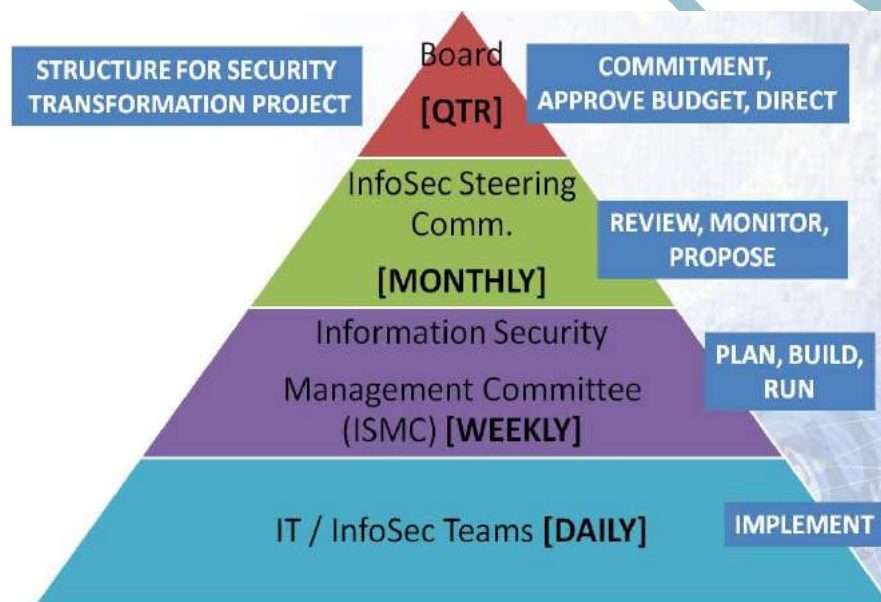 STRUCTURE FOR SECURITY
TRANSFORMATION PROJECT
Board
[QTR]
COMMITMENT,
APPROVE BUDGET, DIRECT
InfoSec Steering
Comm.
[MONTHLY]
REVIEW, MONITOR,
PROPOSE
Information Security
Management Committee
(ISMC) [WEEKLY]
PLAN, BUILD,
RUN
IT / InfoSec Teams [DAILY]
IMPLEMENT